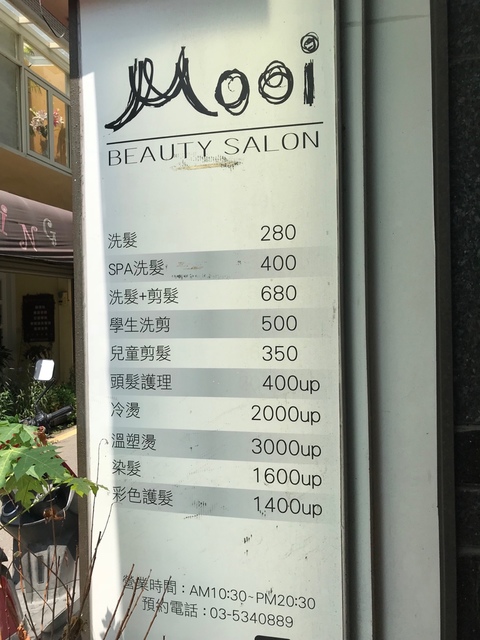 Mooi
BEAUTY SALON
洗髮 280
SPA洗髮 400
洗髮+剪髮 680
學生洗剪 500
兒童剪髮 350
頭髮護理 400up
冷燙 2000up
溫塑燙 3000up
染髮 1600up
彩色護髮 1,400up
營業時間：AM10:30~PM20:30
預約電話：03-5340889